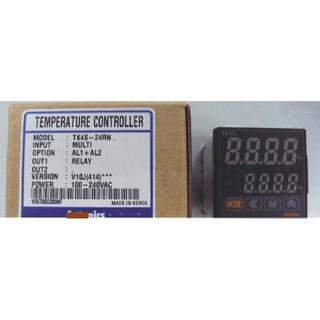 TEMPERATURE CONTROLLER
MODEL : TK4S-24RN.
INPUT : MULTI
OPTION : AL1+AL2
OUT1 : RELAY
OUT2 : .
VERSION : V10J(414)***
POWER : 100-240VAC
MADE IN KOREA
TK4S
8.8.8.8
8.8.8.8
MODE